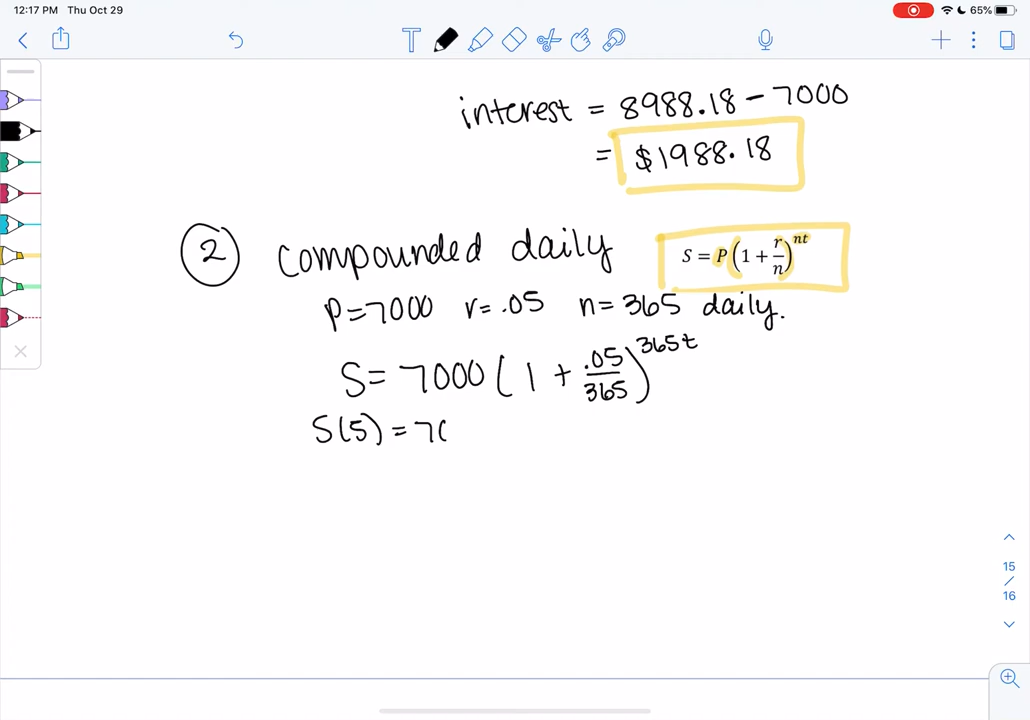 12:17 PM Thu Oct 29
65%
T
interest = 8988.18 - 7000
= $1988.18
2 compounded daily
S = P(1 + r/n)^nt
P=7000 r=.05 n=365 daily.
S= 7000 (1 + .05/365)^365t
S(5) = 70
15
/
16